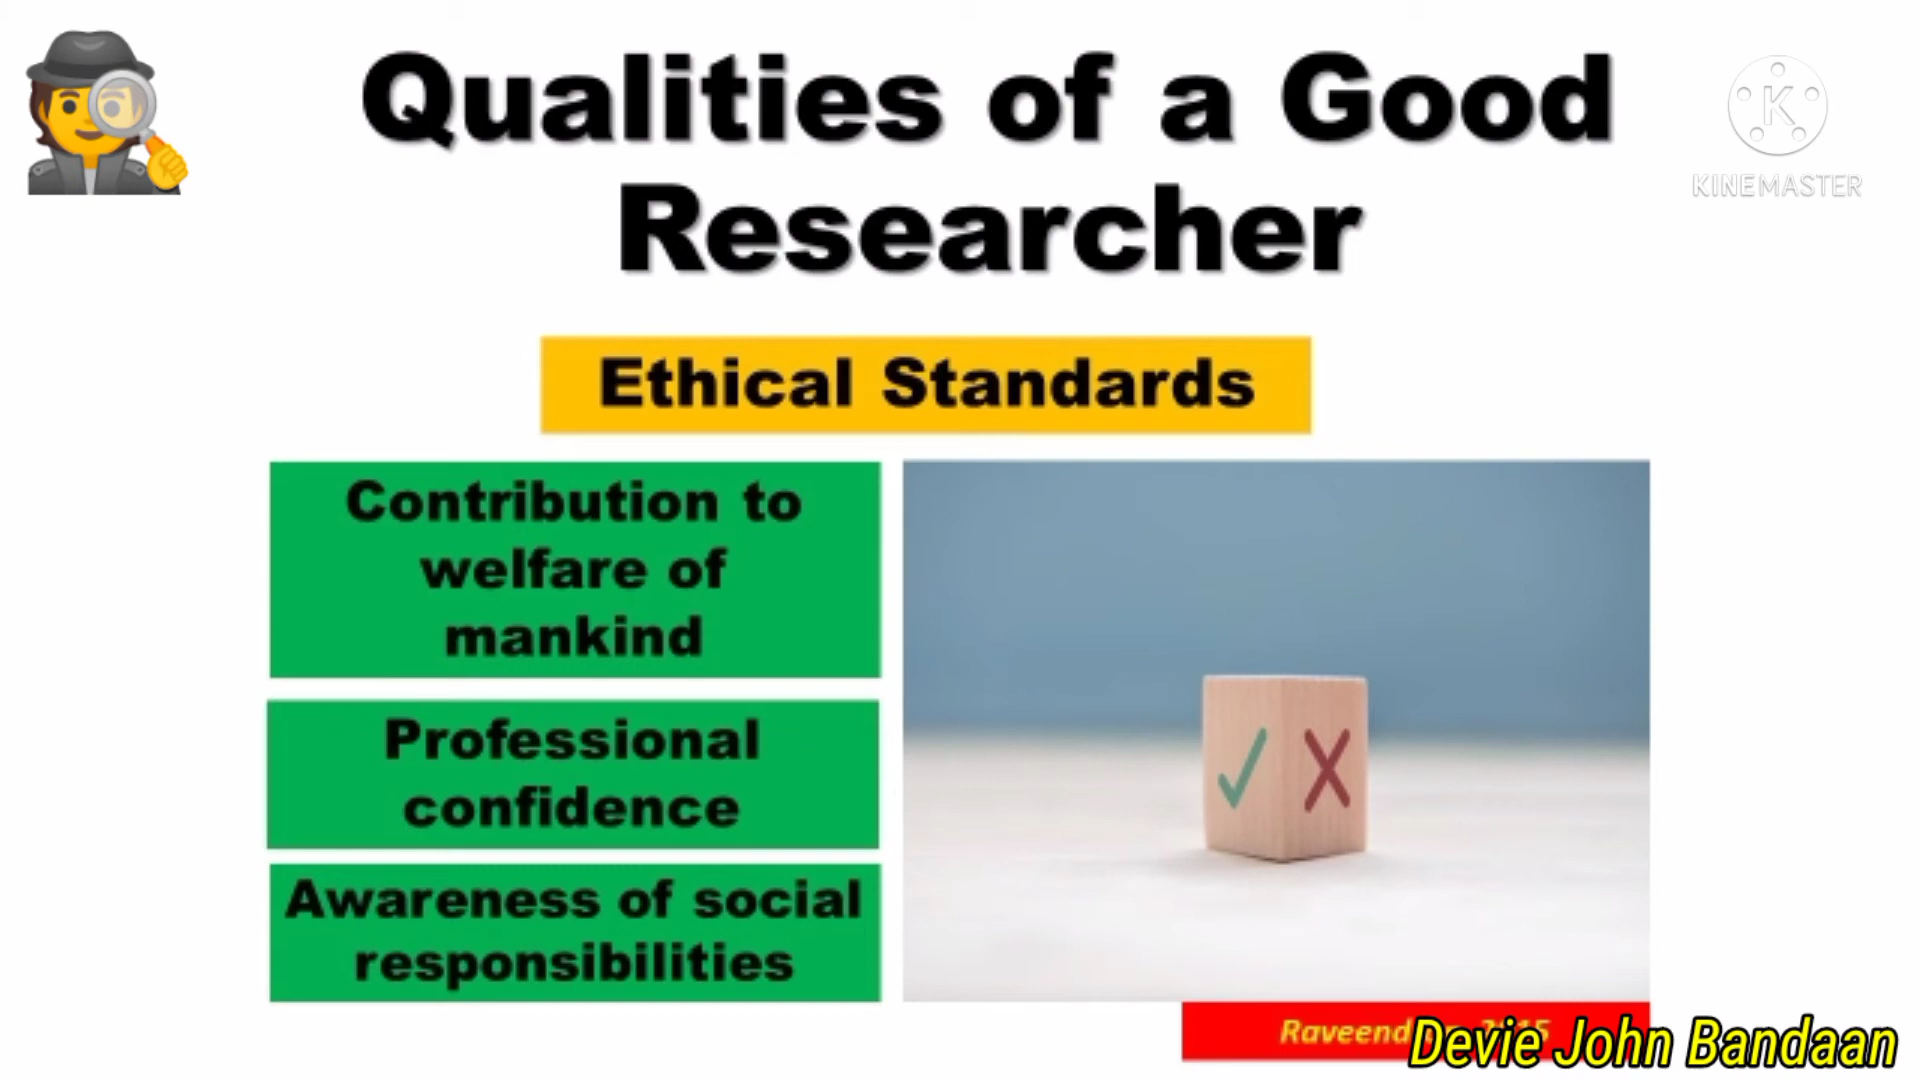 Qualities of a Good
Researcher
K
KINEMASTER
Ethical Standards
Contribution to
welfare of
mankind
Professional
confidence
Awareness of social
responsibilities
Devie John Bandaan